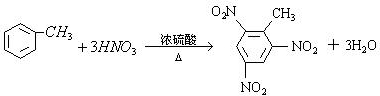 CH₃ + 3HNO₃ 浓硫酸 △ O₂N CH₃ NO₂ NO₂ + 3H₂O